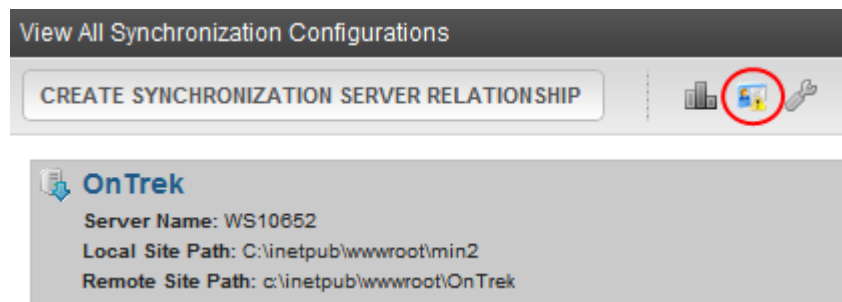 View All Synchronization Configurations
CREATE SYNCHRONIZATION SERVER RELATIONSHIP
OnTrek
Server Name: WS10652
Local Site Path: C:\inetpub\wwwroot\min2
Remote Site Path: c:\inetpub\wwwroot\OnTrek